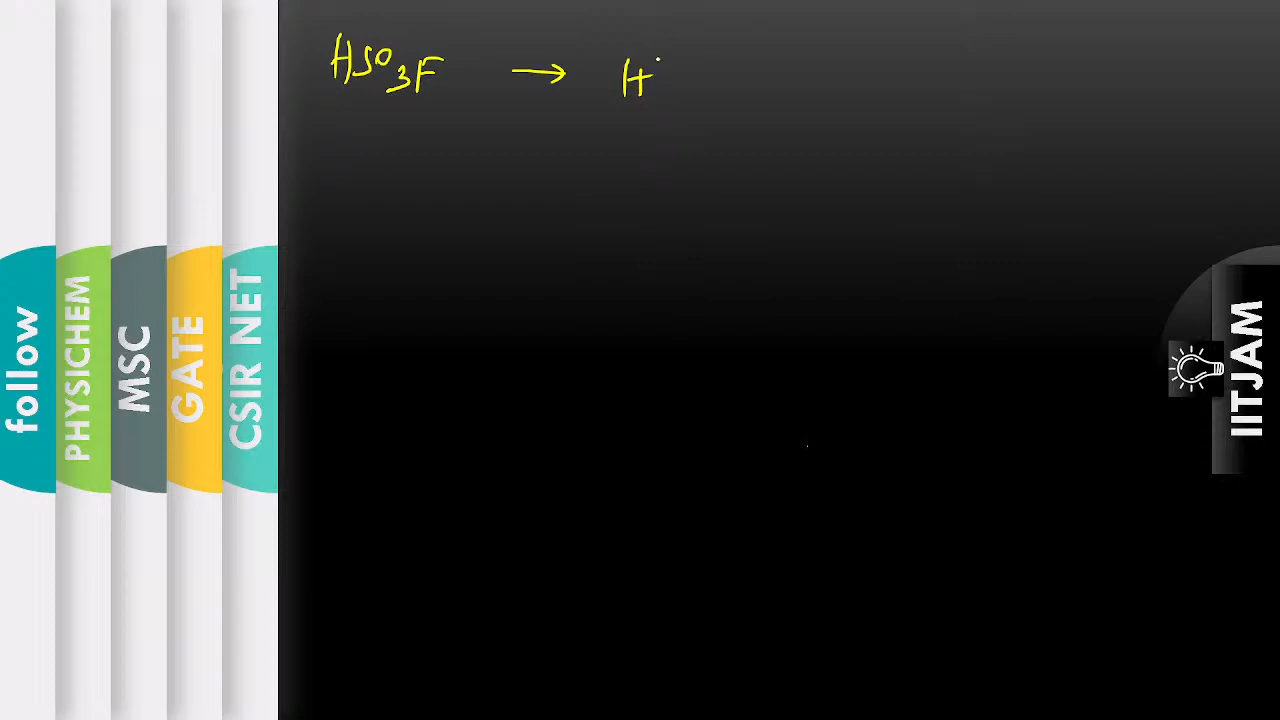 HSO₃F → H
follow
PHYSICHEM
MSC
GATE
CSIR NET
IITJAM